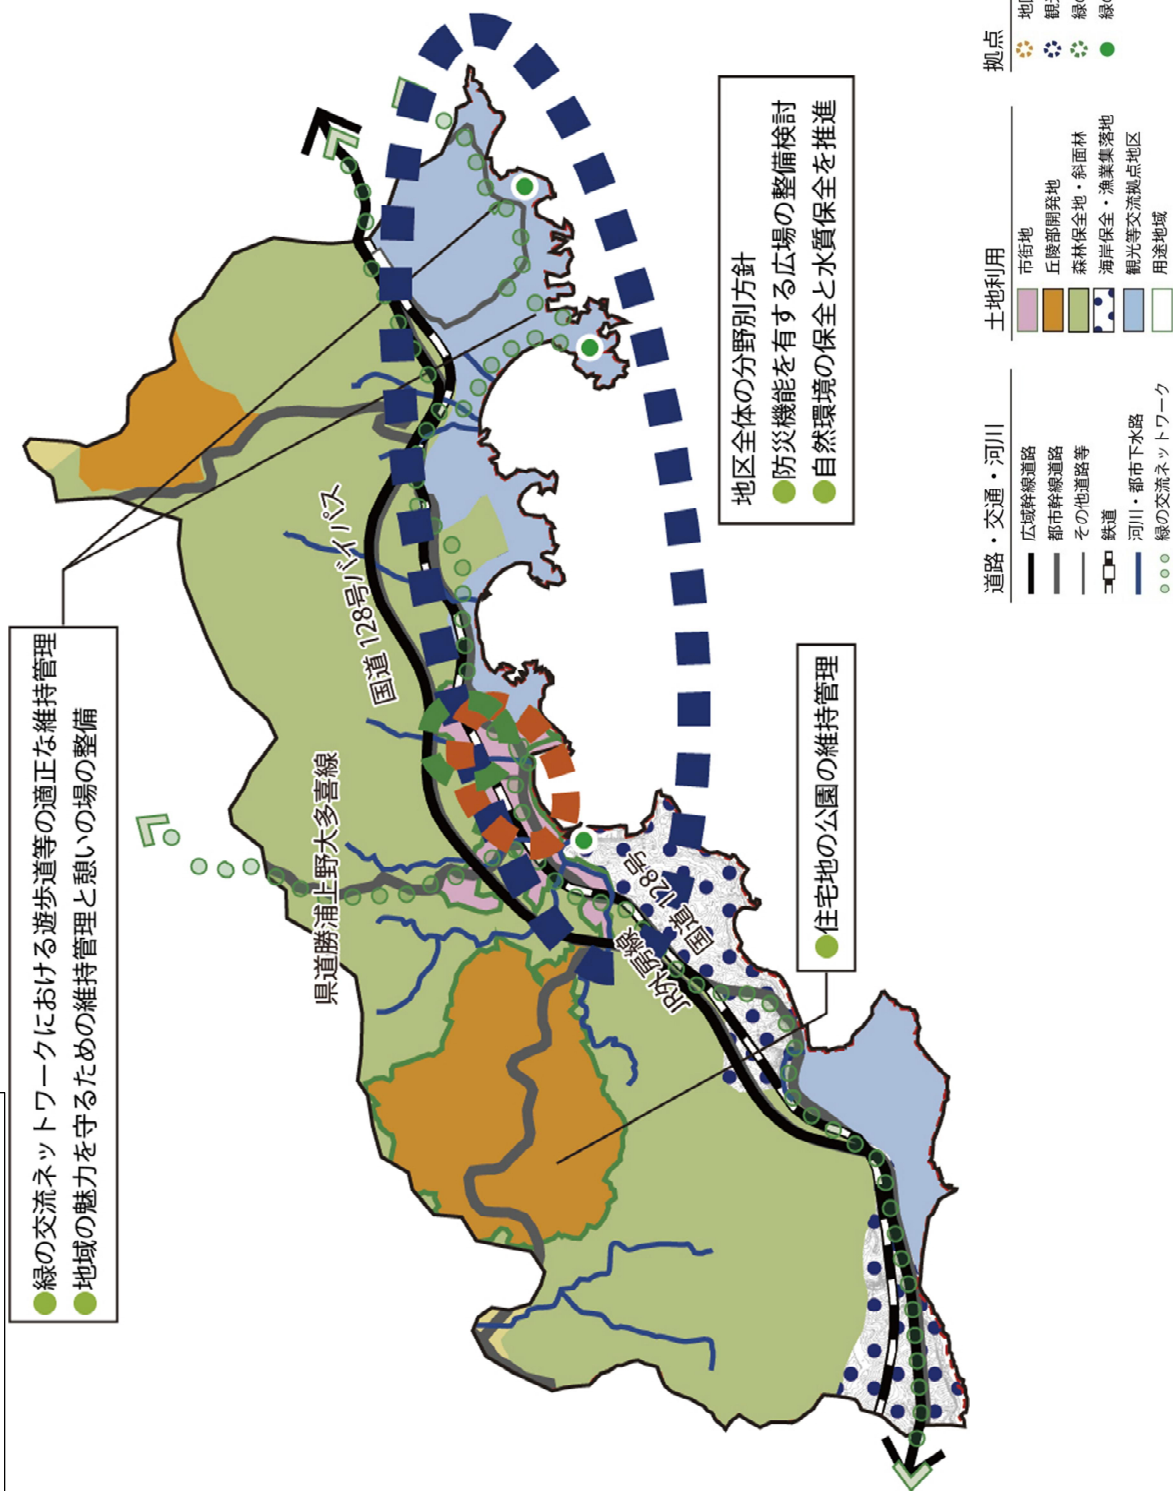 ●緑の交流ネットワークにおける遊歩道等の適正な維持管理
●地域の魅力を守るための維持管理と憩いの場の整備
県道勝浦上野大多喜線
国道 128号バイパス
JR外房線
国道 128号
●住宅地の公園の維持管理
地区全体の分野別方針
●防災機能を有する広場の整備検討
●自然環境の保全と水質保全を推進
道路・交通・河川
広域幹線道路
都市幹線道路
その他道路等
鉄道
河川・都市下水路
緑の交流ネットワーク
土地利用
市街地
丘陵部開発地
森林保全地・斜面林
海岸保全・漁業集落地
観光等交流拠点地区
用途地域
拠点